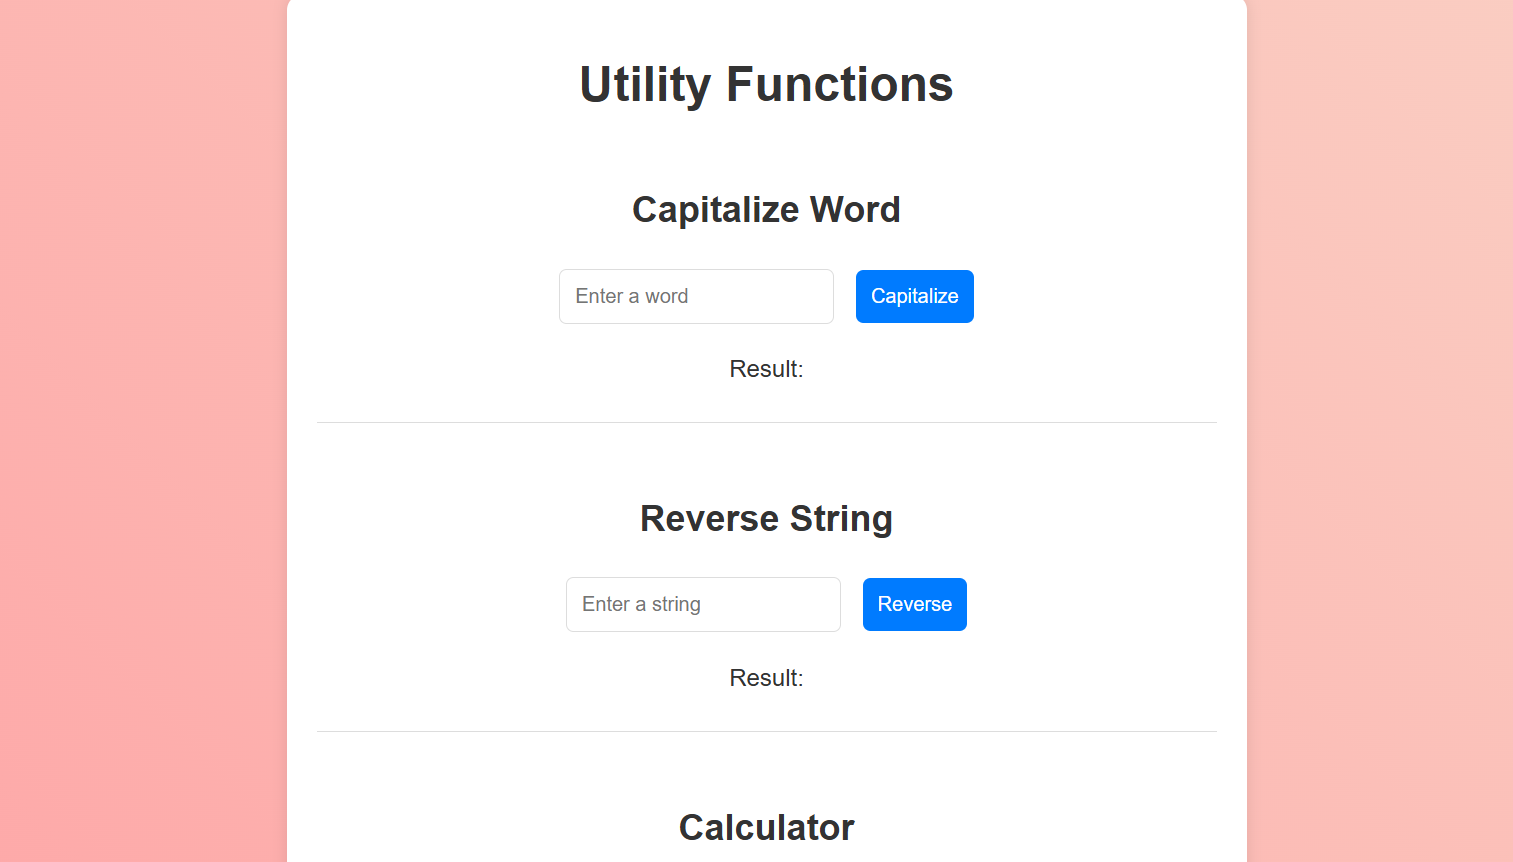 Utility Functions
Capitalize Word
Enter a word Capitalize
Result:
Reverse String
Enter a string Reverse
Result:
Calculator